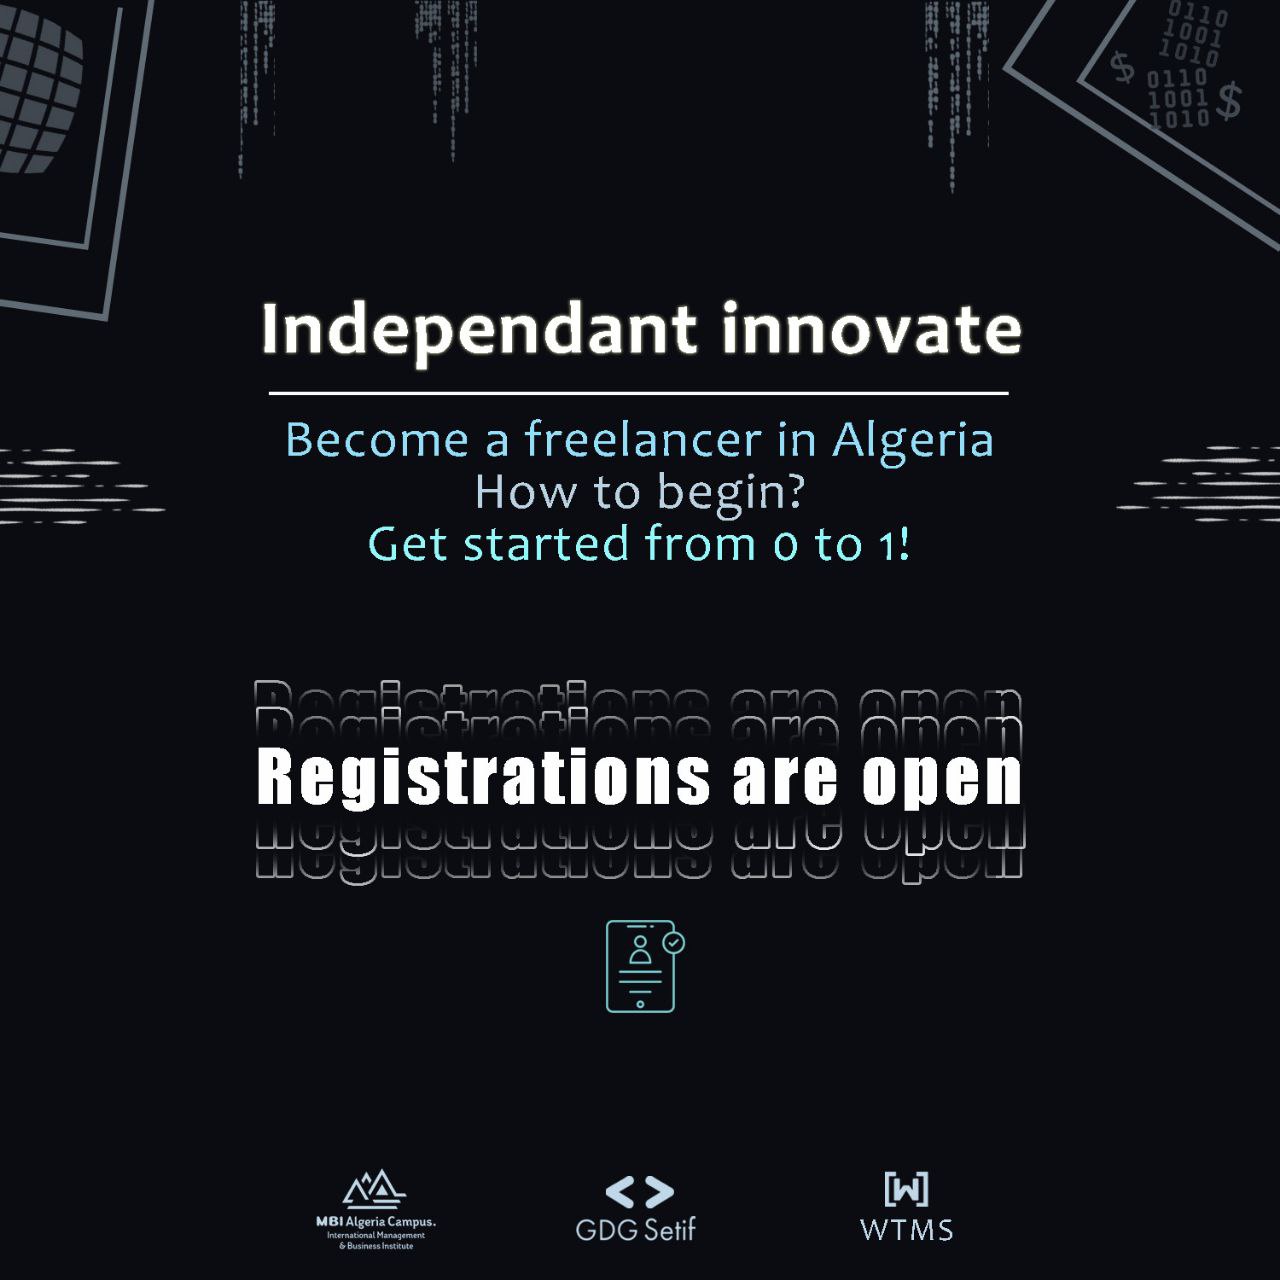 0110
1001
1010
$
0110
1001
1010
$
Independant innovate
Become a freelancer in Algeria
How to begin?
Get started from 0 to 1!
Registrations are open
Registrations are open
Registrations are open
Registrations are open
Registrations are open
MBI Algeria Campus.
International Management
& Business Institute
<>
GDG Setif
[W]
WTMS